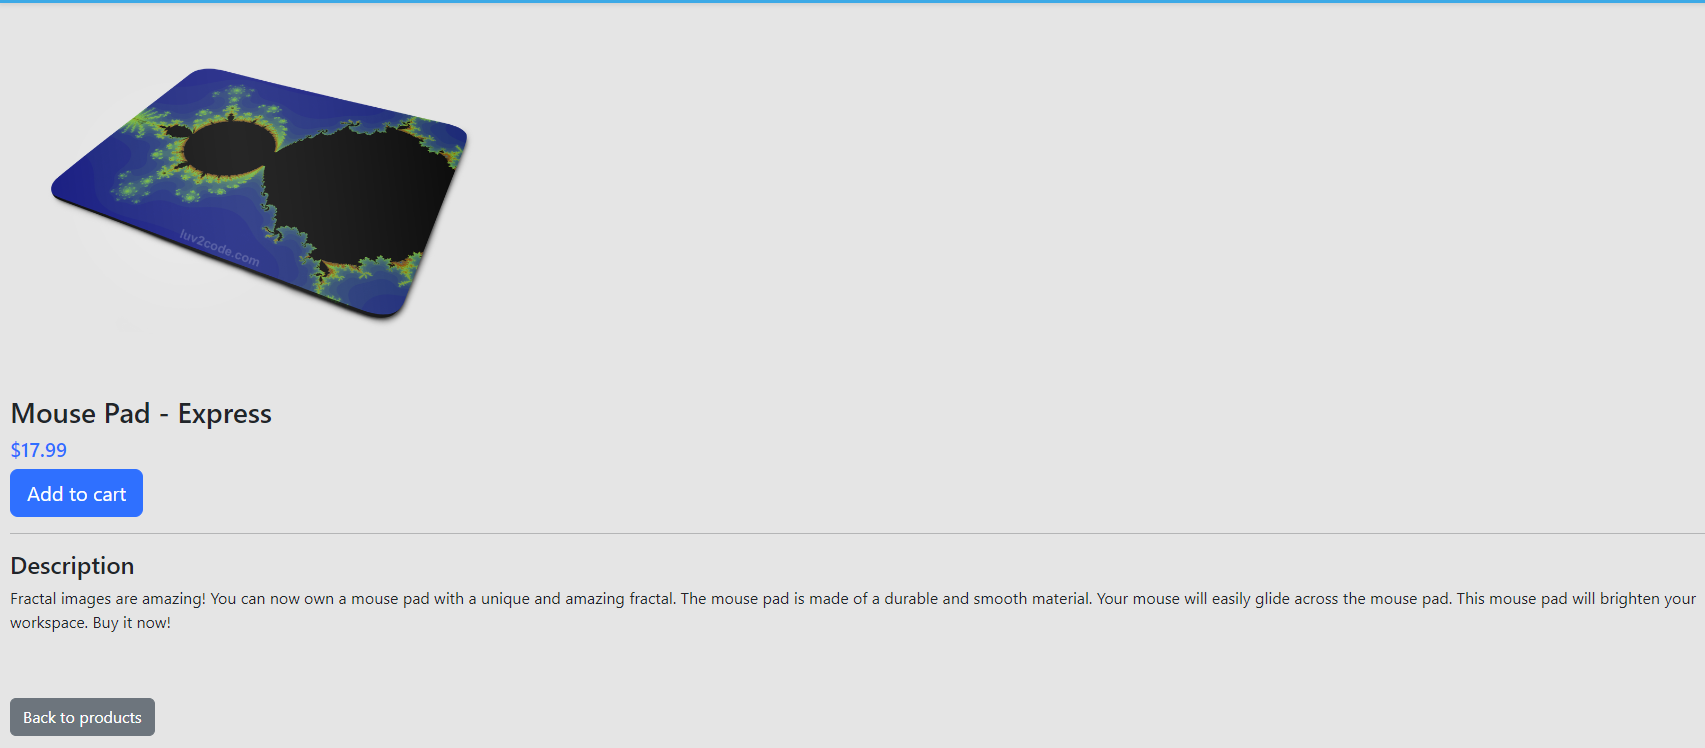 luv2code.com
Mouse Pad - Express
$17.99
Add to cart
Description
Fractal images are amazing! You can now own a mouse pad with a unique and amazing fractal. The mouse pad is made of a durable and smooth material. Your mouse will easily glide across the mouse pad. This mouse pad will brighten your
workspace. Buy it now!
Back to products